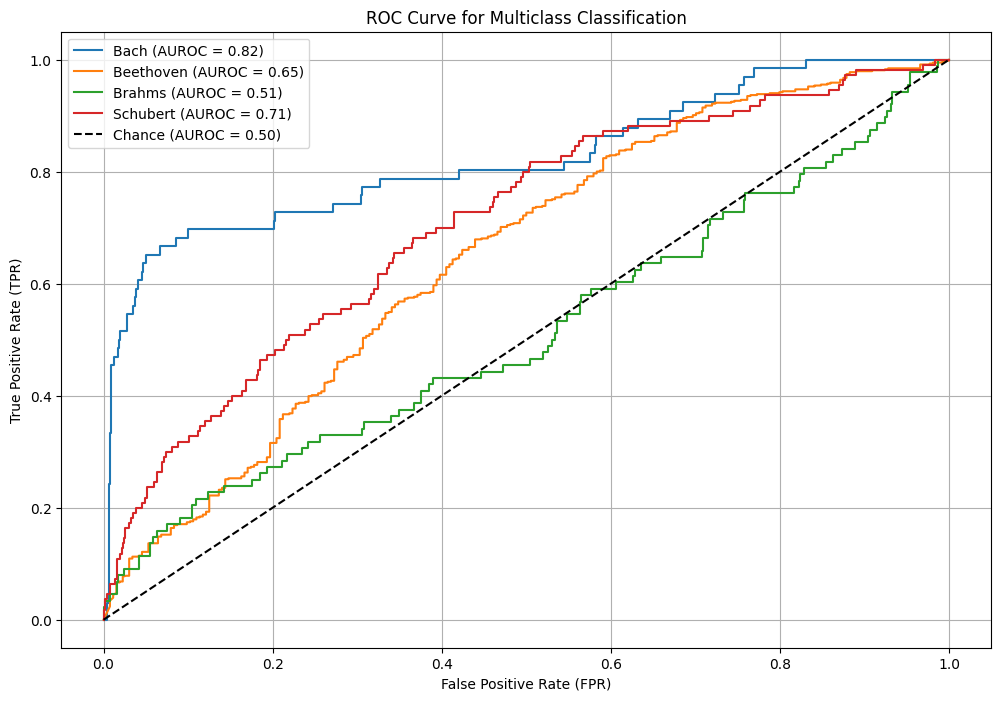 ROC Curve for Multiclass Classification
Bach (AUROC = 0.82)
Beethoven (AUROC = 0.65)
Brahms (AUROC = 0.51)
Schubert (AUROC = 0.71)
Chance (AUROC = 0.50)
True Positive Rate (TPR)
1.0
0.8
0.6
0.4
0.2
0.0
0.0 0.2 0.4 0.6 0.8 1.0
False Positive Rate (FPR)